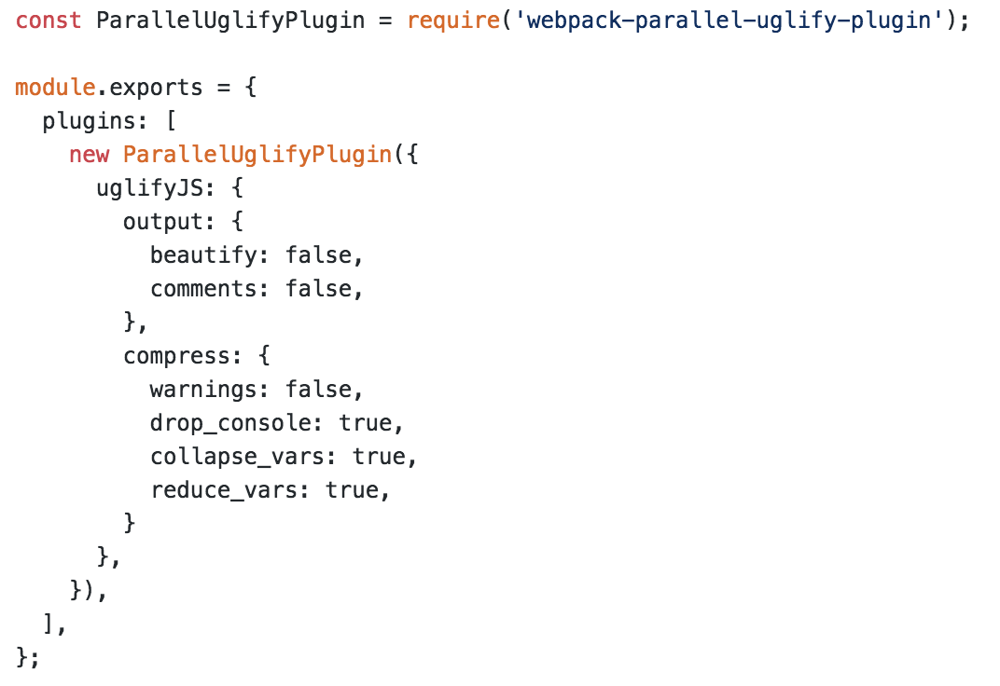 const ParallelUglifyPlugin = require('webpack-parallel-uglify-plugin');

module.exports = {
  plugins: [
    new ParallelUglifyPlugin({
      uglifyJS: {
        output: {
          beautify: false,
          comments: false,
        },
        compress: {
          warnings: false,
          drop_console: true,
          collapse_vars: true,
          reduce_vars: true,
        }
      },
    }),
  ],
};